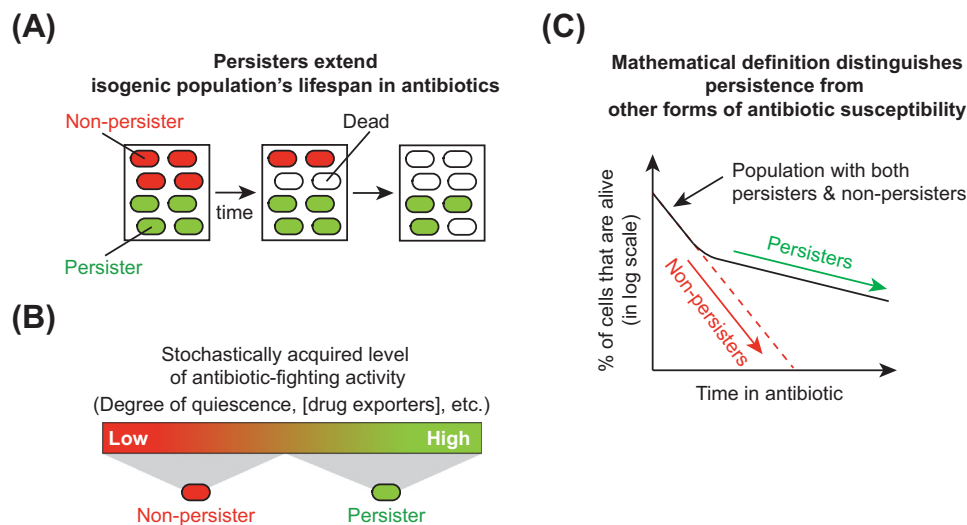 (A)
Persisters extend
isogenic population's lifespan in antibiotics
Non-persister
Dead
time
Persister
(B)
Stochastically acquired level
of antibiotic-fighting activity
(Degree of quiescence, [drug exporters], etc.)
Low
High
Non-persister
Persister
(C)
Mathematical definition distinguishes
persistence from
other forms of antibiotic susceptibility
Population with both
persisters & non-persisters
Persisters
Non-persisters
% of cells that are alive
(in log scale)
Time in antibiotic